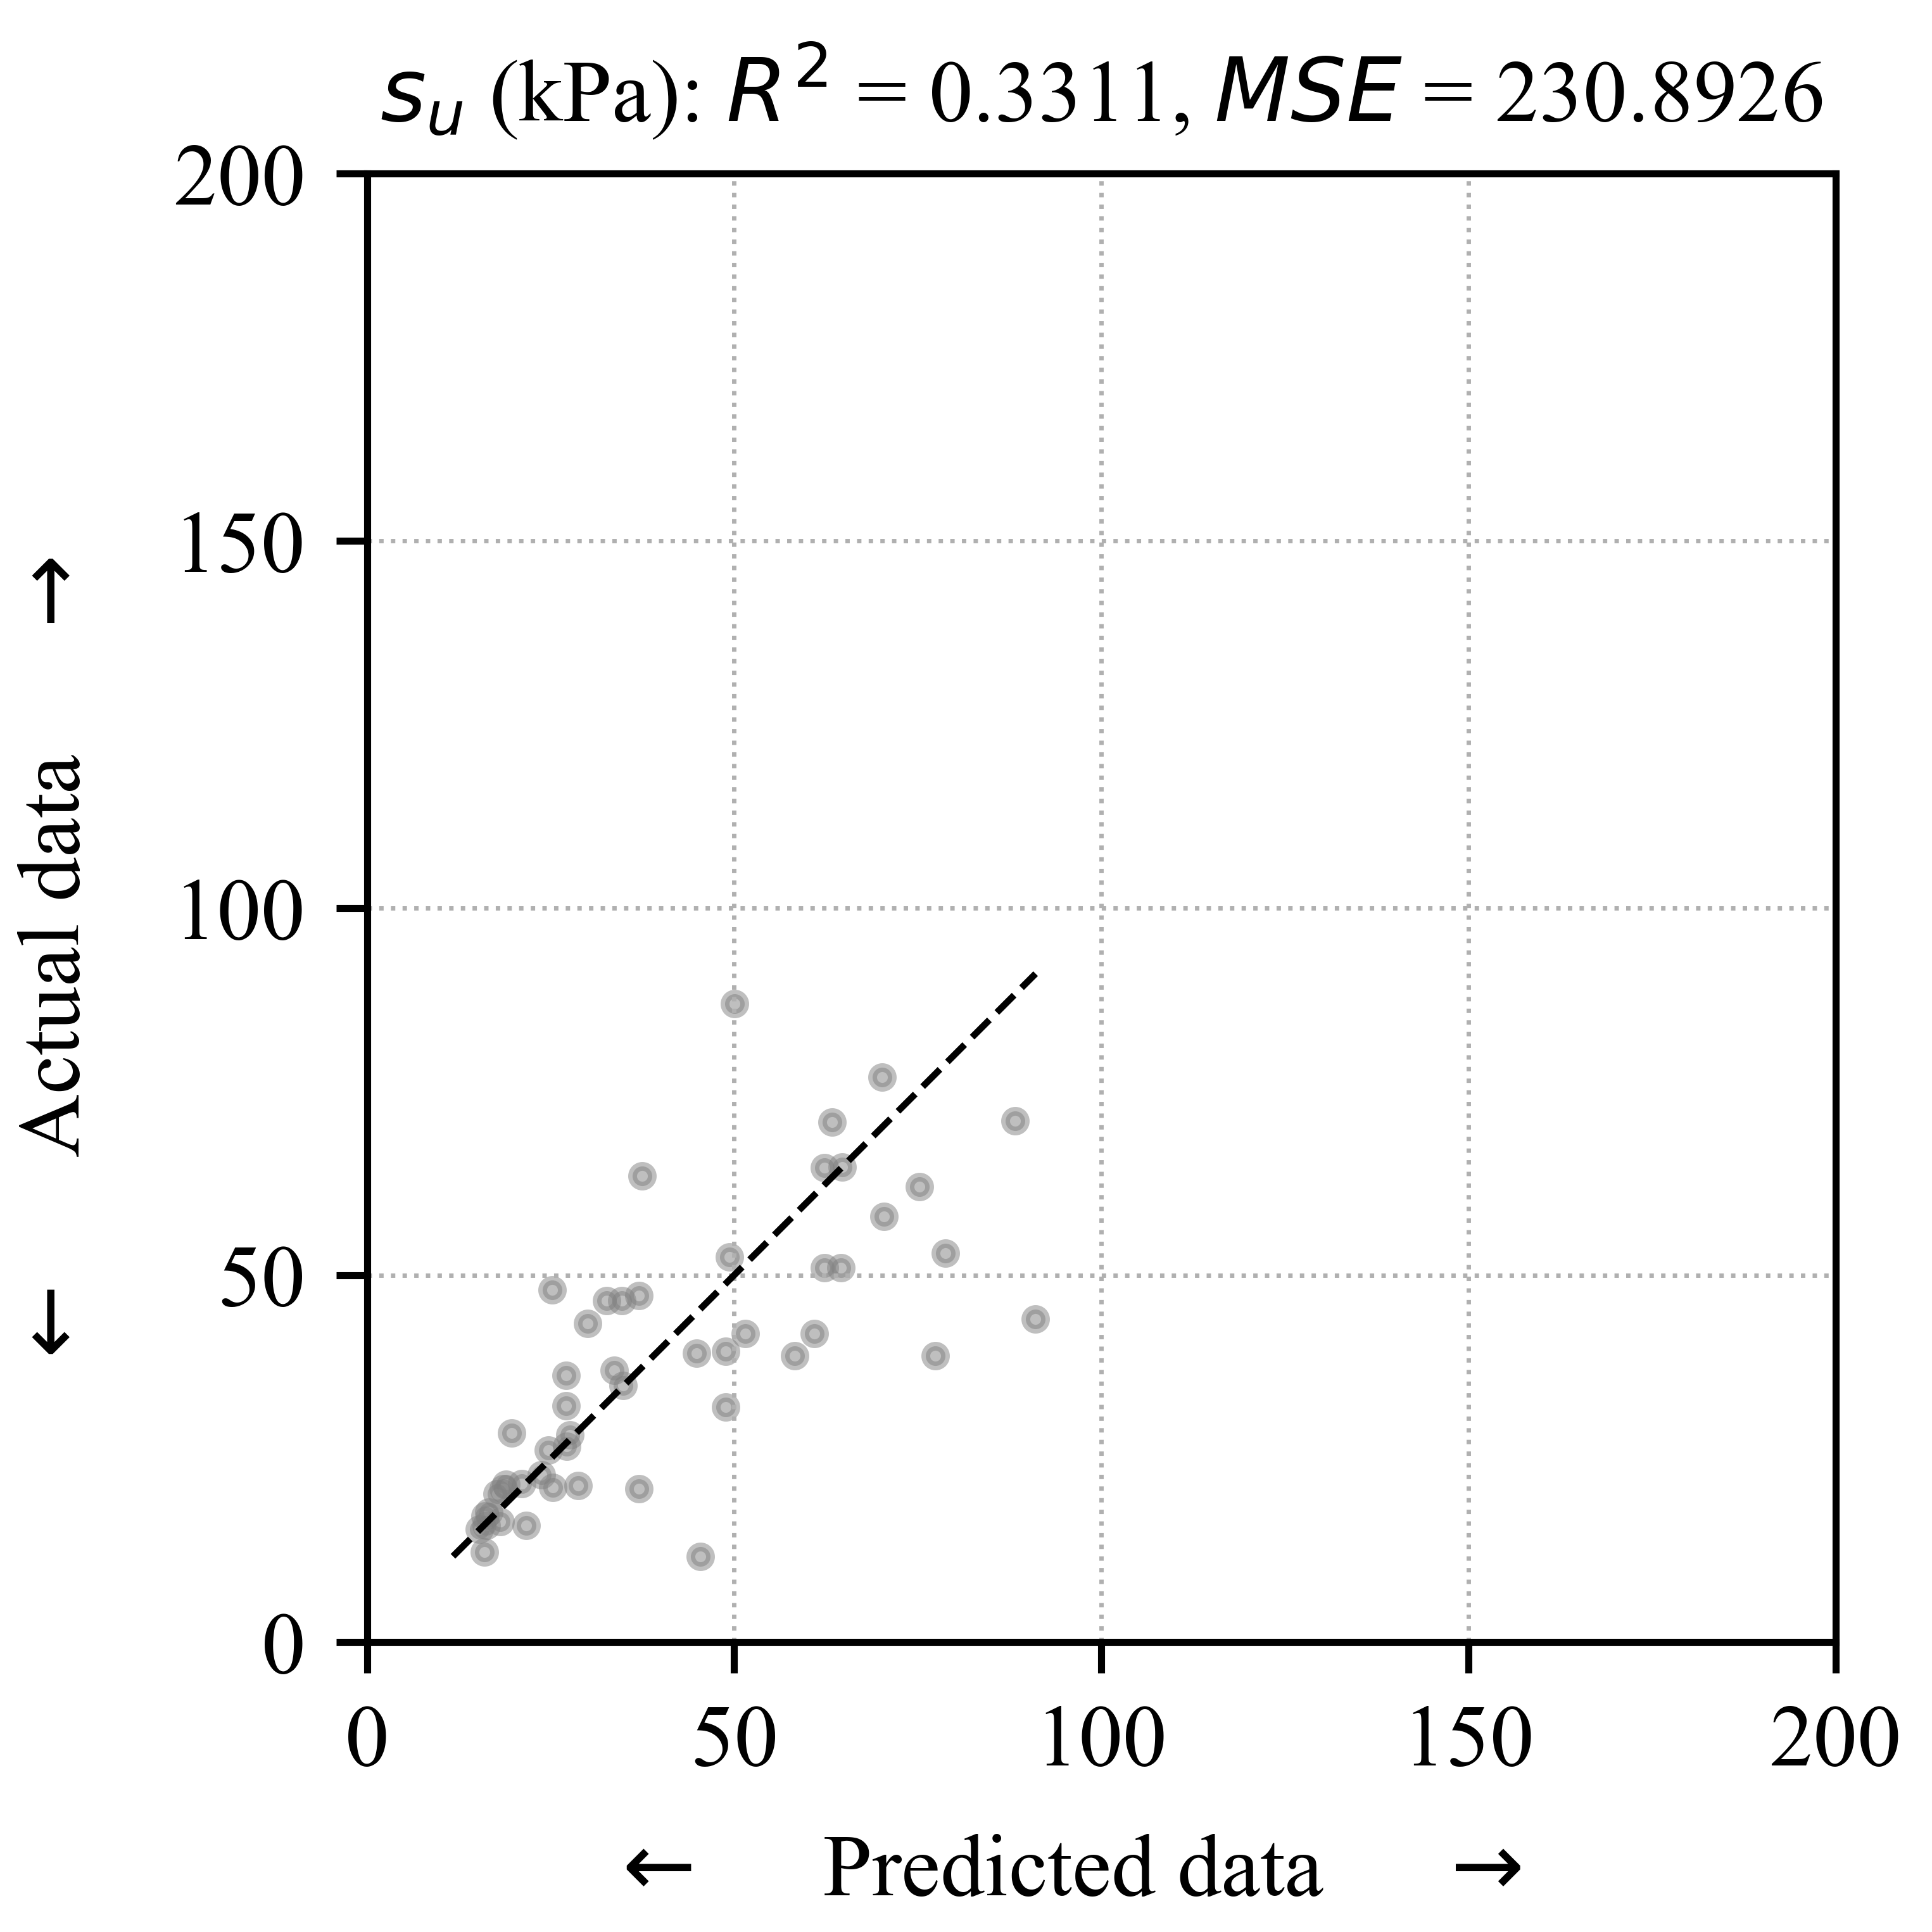 s_u (kPa): R² = 0.3311, MSE = 230.8926
200
150
100
50
0
← Actual data →
0 50 100 150 200
← Predicted data →